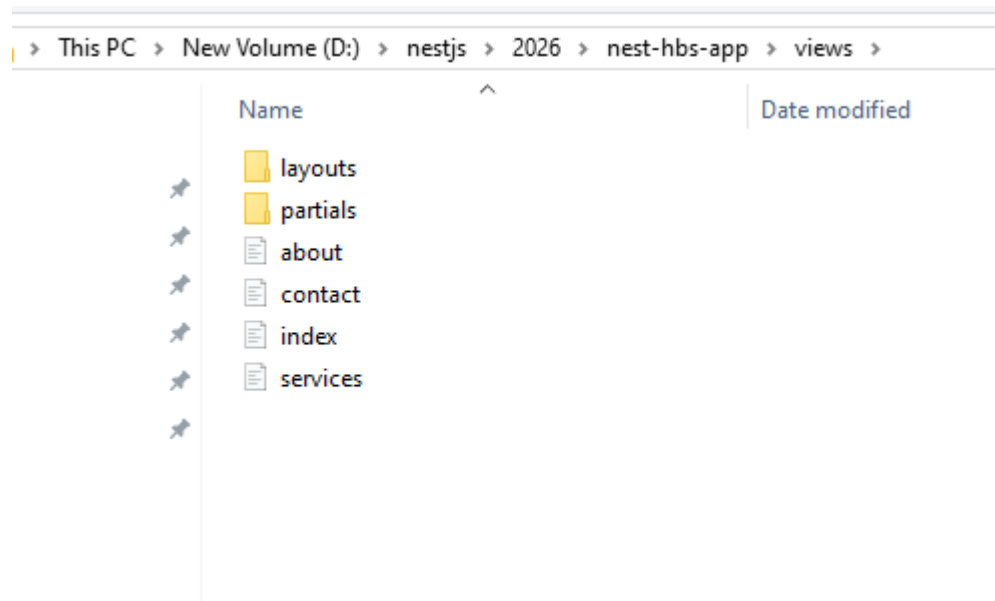 > This PC > New Volume (D:) > nestjs > 2026 > nest-hbs-app > views >
Name Date modified
layouts
partials
about
contact
index
services